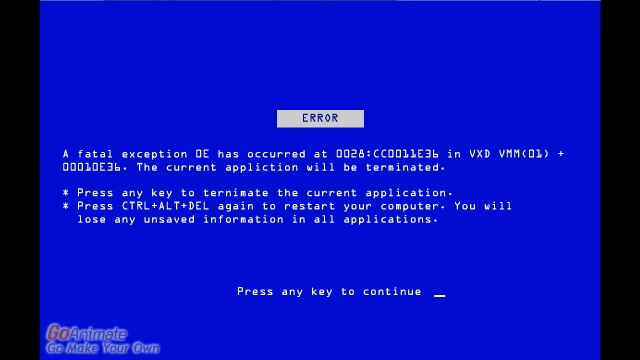 ERROR
A fatal exception 0E has occurred at 0028:CC0011E36 in VXD VMM(01) +
00010E36. The current appliction will be terminated.
* Press any key to ternimate the current application.
* Press CTRL+ALT+DEL again to restart your computer. You will
lose any unsaved information in all applications.
Press any key to continue _
GoAnimate
Go Make Your Own